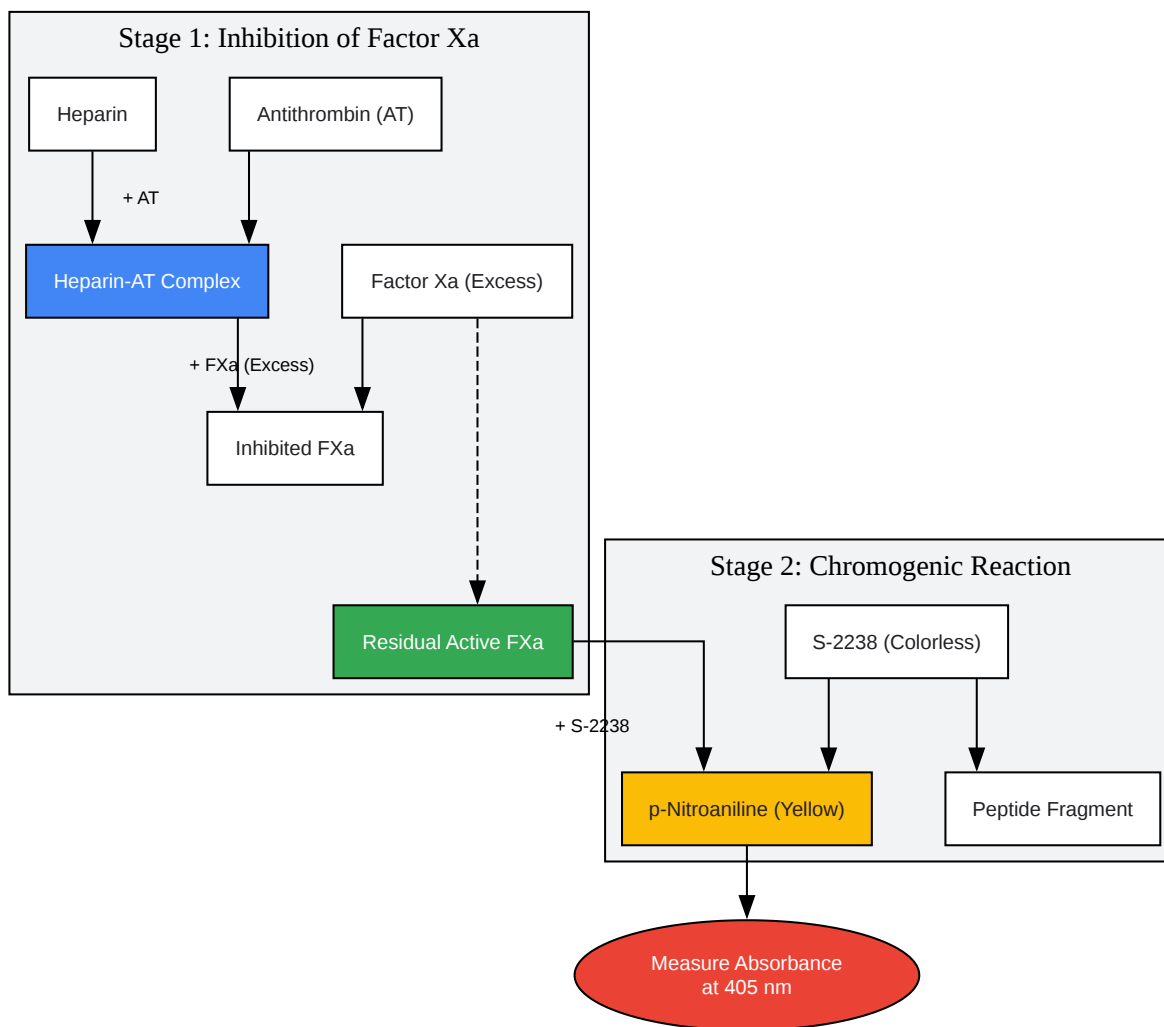 Stage 1: Inhibition of Factor Xa
Heparin
Antithrombin (AT)
+ AT
Heparin-AT Complex
Factor Xa (Excess)
+ FXa (Excess)
Inhibited FXa
Residual Active FXa
Stage 2: Chromogenic Reaction
S-2238 (Colorless)
+ S-2238
p-Nitroaniline (Yellow)
Peptide Fragment
Measure Absorbance
at 405 nm